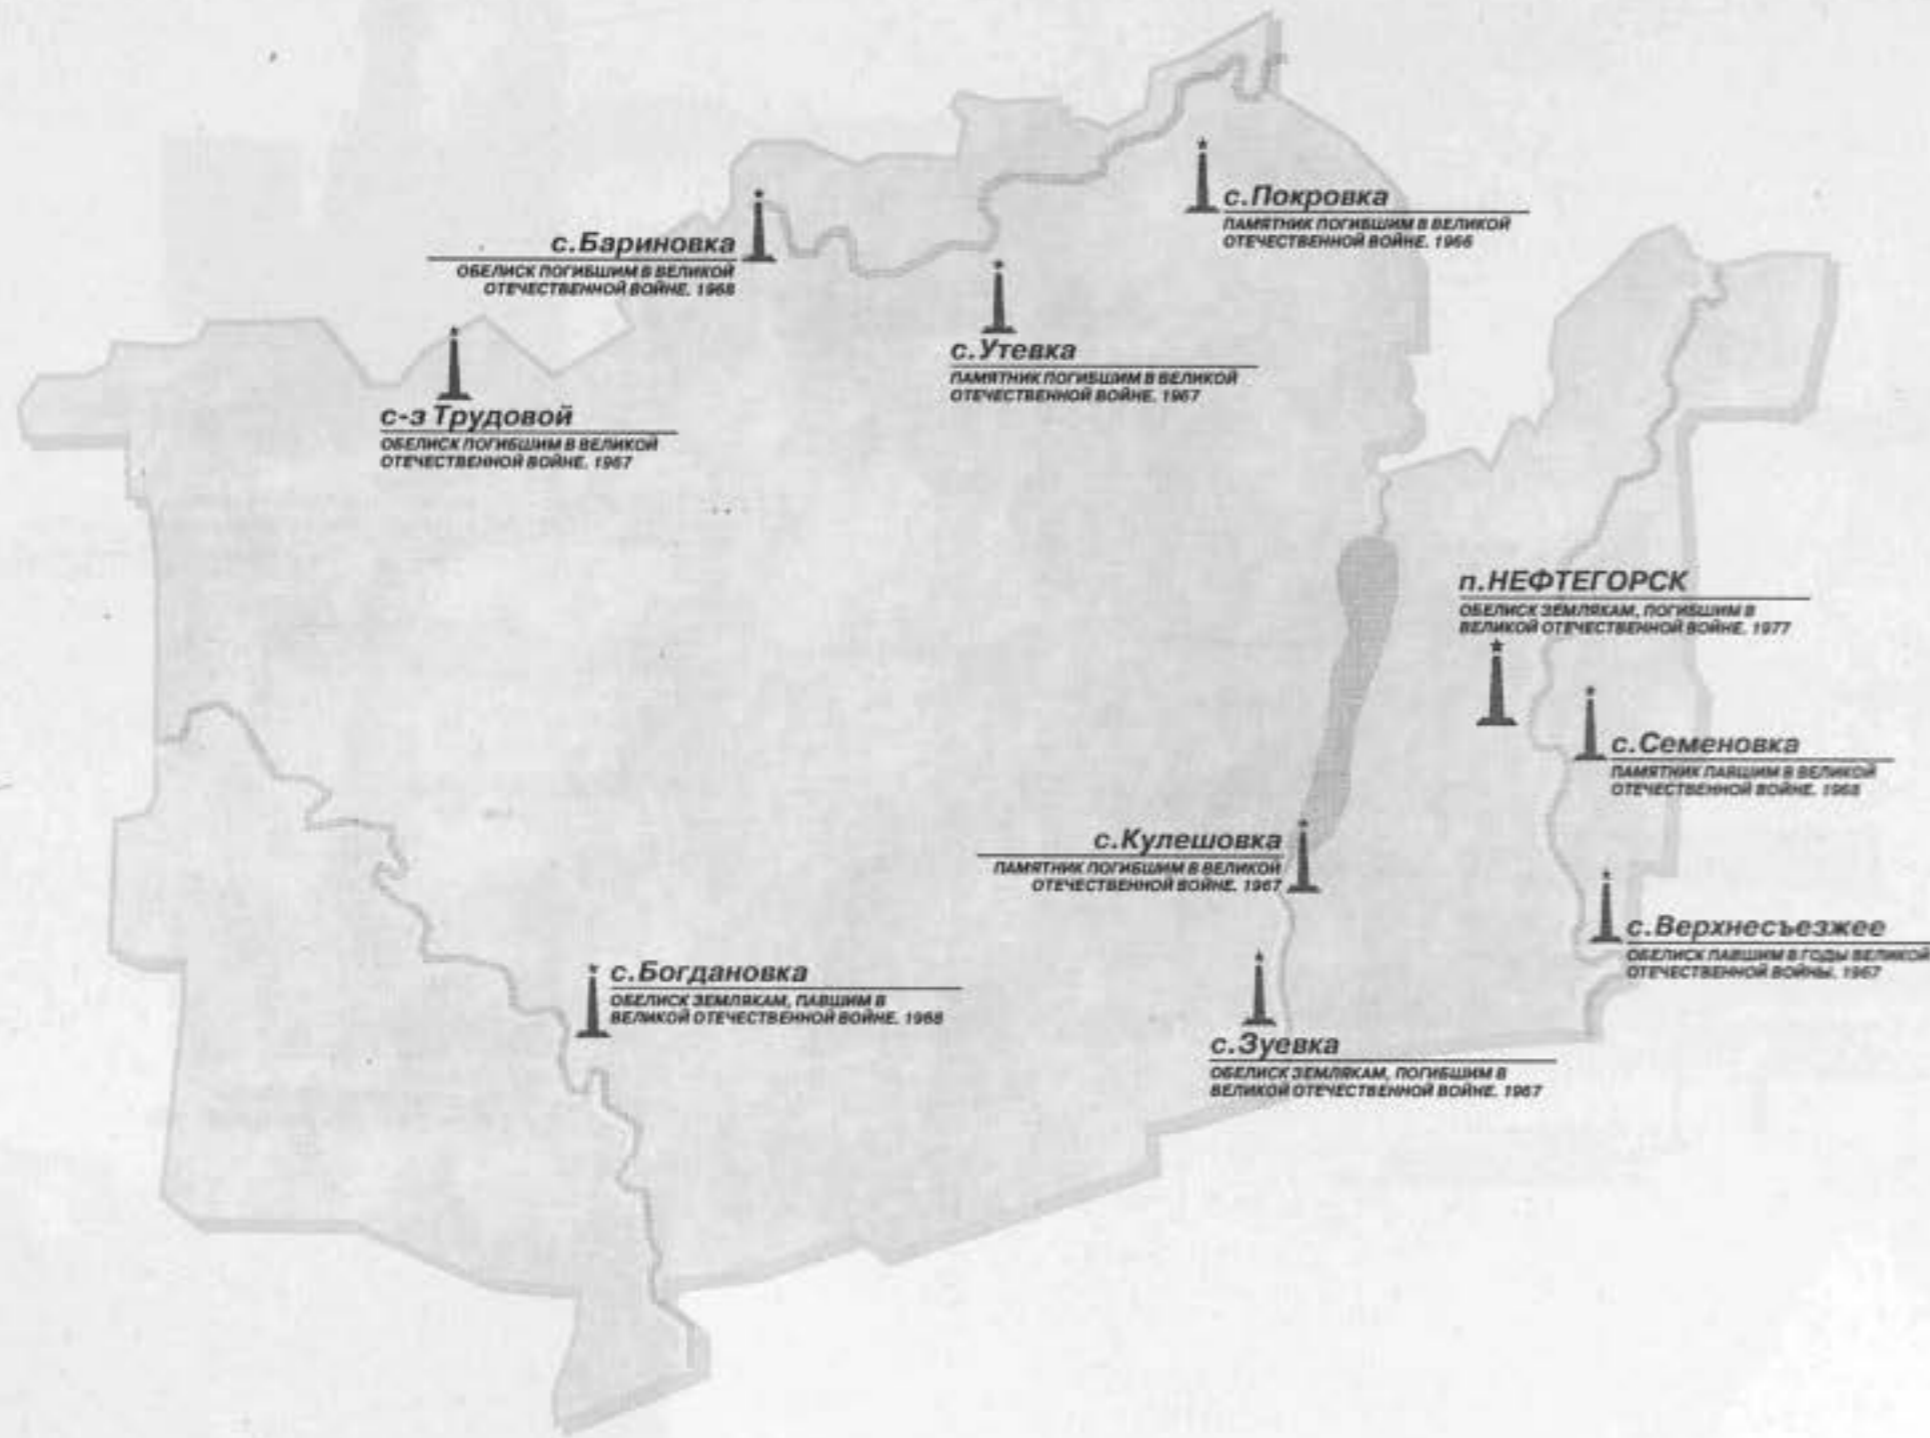 с.Покровка
ПАМЯТНИК ПОГИБШИМ В ВЕЛИКОЙ
ОТЕЧЕСТВЕННОЙ ВОЙНЕ. 1966
с.Бариновка
ОБЕЛИСК ПОГИБШИМ В ВЕЛИКОЙ
ОТЕЧЕСТВЕННОЙ ВОЙНЕ. 1968
с.Утевка
ПАМЯТНИК ПОГИБШИМ В ВЕЛИКОЙ
ОТЕЧЕСТВЕННОЙ ВОЙНЕ. 1967
с-з Трудовой
ОБЕЛИСК ПОГИБШИМ В ВЕЛИКОЙ
ОТЕЧЕСТВЕННОЙ ВОЙНЕ. 1967
п.НЕФТЕГОРСК
ОБЕЛИСК ЗЕМЛЯКАМ, ПОГИБШИМ В
ВЕЛИКОЙ ОТЕЧЕСТВЕННОЙ ВОЙНЕ. 1977
с.Семеновка
ПАМЯТНИК ПАВШИМ В ВЕЛИКОЙ
ОТЕЧЕСТВЕННОЙ ВОЙНЕ. 1968
с.Кулешовка
ПАМЯТНИК ПОГИБШИМ В ВЕЛИКОЙ
ОТЕЧЕСТВЕННОЙ ВОЙНЕ. 1967
с.Верхнесъезжее
ОБЕЛИСК ПАВШИМ В ГОДЫ ВЕЛИКОЙ
ОТЕЧЕСТВЕННОЙ ВОЙНЫ. 1967
с.Богдановка
ОБЕЛИСК ЗЕМЛЯКАМ, ПАВШИМ В
ВЕЛИКОЙ ОТЕЧЕСТВЕННОЙ ВОЙНЕ. 1968
с.Зуевка
ОБЕЛИСК ЗЕМЛЯКАМ, ПОГИБШИМ В
ВЕЛИКОЙ ОТЕЧЕСТВЕННОЙ ВОЙНЕ. 1967